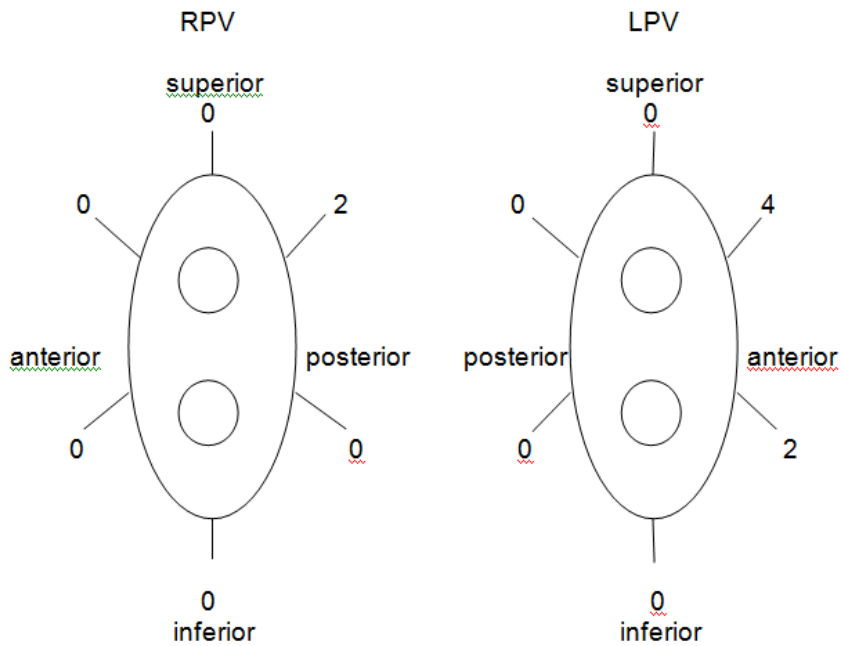 RPV
LPV
superior
superior
0
0
0
2
0
4
anterior
posterior
posterior
anterior
0
0
0
2
0
0
inferior
inferior